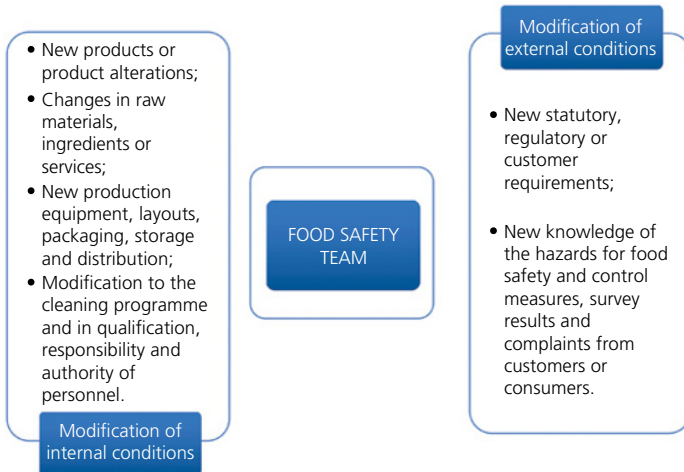 • New products or
product alterations;
• Changes in raw
materials,
ingredients or
services;
• New production
equipment, layouts,
packaging, storage
and distribution;
• Modification to the
cleaning programme
and in qualification,
responsibility and
authority of
personnel.
Modification of
internal conditions
FOOD SAFETY
TEAM
Modification of
external conditions
• New statutory,
regulatory or
customer
requirements;
• New knowledge of
the hazards for food
safety and control
measures, survey
results and
complaints from
customers or
consumers.